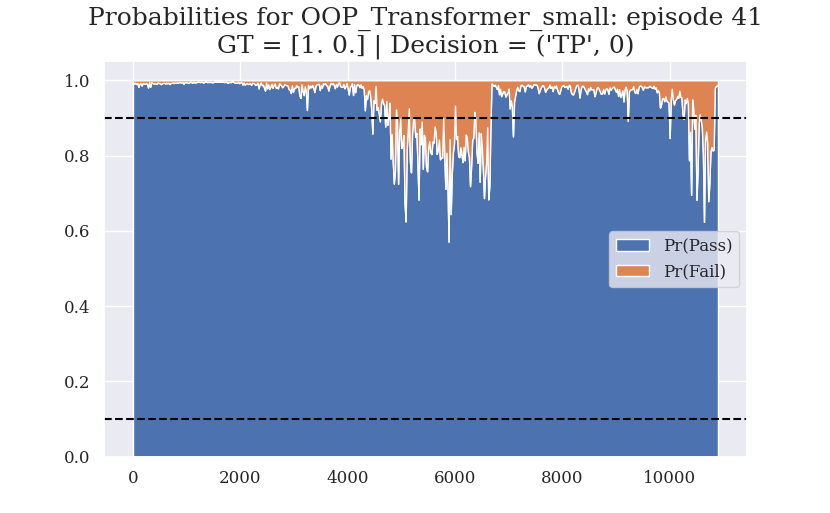 Probabilities for OOP_Transformer_small: episode 41
GT = [1. 0.] | Decision = ('TP', 0)
1.0
0.8
0.6
0.4
0.2
0.0
Pr(Pass)
Pr(Fail)
0 2000 4000 6000 8000 10000